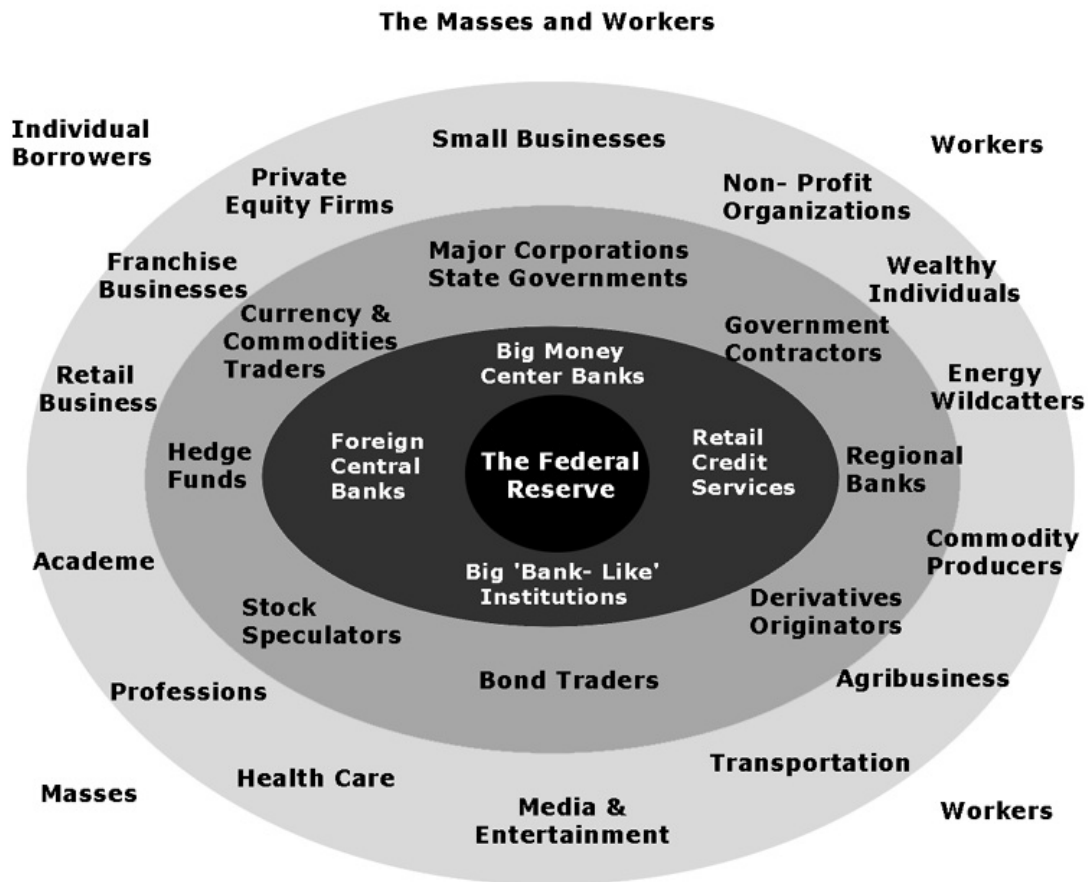 The Masses and Workers
Individual
Borrowers
Small Businesses
Workers
Private
Equity Firms
Non- Profit
Organizations
Franchise
Businesses
Major Corporations
State Governments
Wealthy
Individuals
Currency &
Commodities
Traders
Government
Contractors
Big Money
Center Banks
Retail
Business
Energy
Wildcatters
Hedge
Funds
Foreign
Central
Banks
The Federal
Reserve
Retail
Credit
Services
Regional
Banks
Academe
Commodity
Producers
Big 'Bank- Like'
Institutions
Stock
Speculators
Derivatives
Originators
Professions
Bond Traders
Agribusiness
Masses
Health Care
Transportation
Media &
Entertainment
Workers